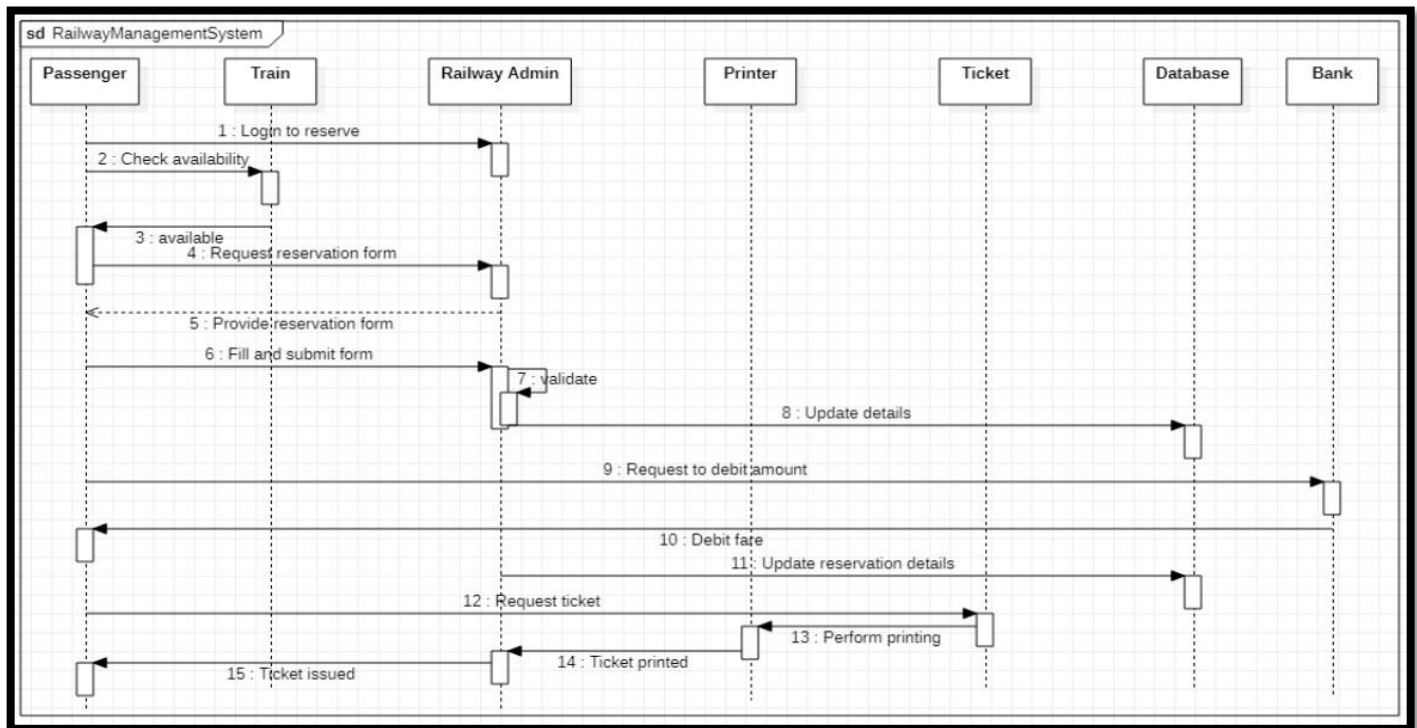 sd RailwayManagementSystem
Passenger
Train
Railway Admin
Printer
Ticket
Database
Bank
1 : Login to reserve
2 : Check availability
3 : available
4 : Request reservation form
5 : Provide reservation form
6 : Fill and submit form
7 : validate
8 : Update details
9 : Request to debit amount
10 : Debit fare
11 : Update reservation details
12 : Request ticket
13 : Perform printing
14 : Ticket printed
15 : Ticket issued